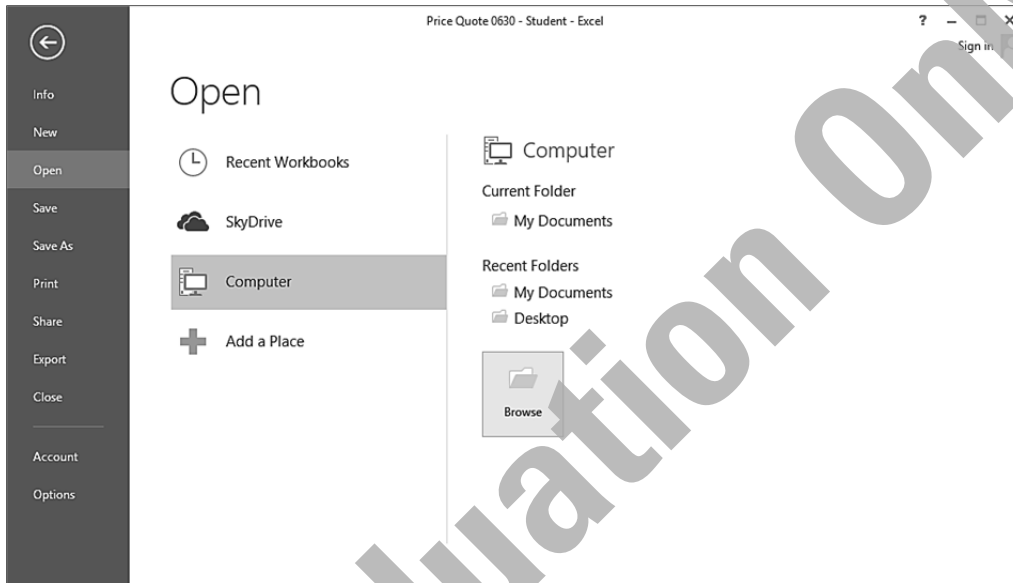 Price Quote 0630 - Student - Excel
?
Sign in
Info
New
Open
Save
Save As
Print
Share
Export
Close
Account
Options
Open
Recent Workbooks
SkyDrive
Computer
Add a Place
Computer
Current Folder
My Documents
Recent Folders
My Documents
Desktop
Browse